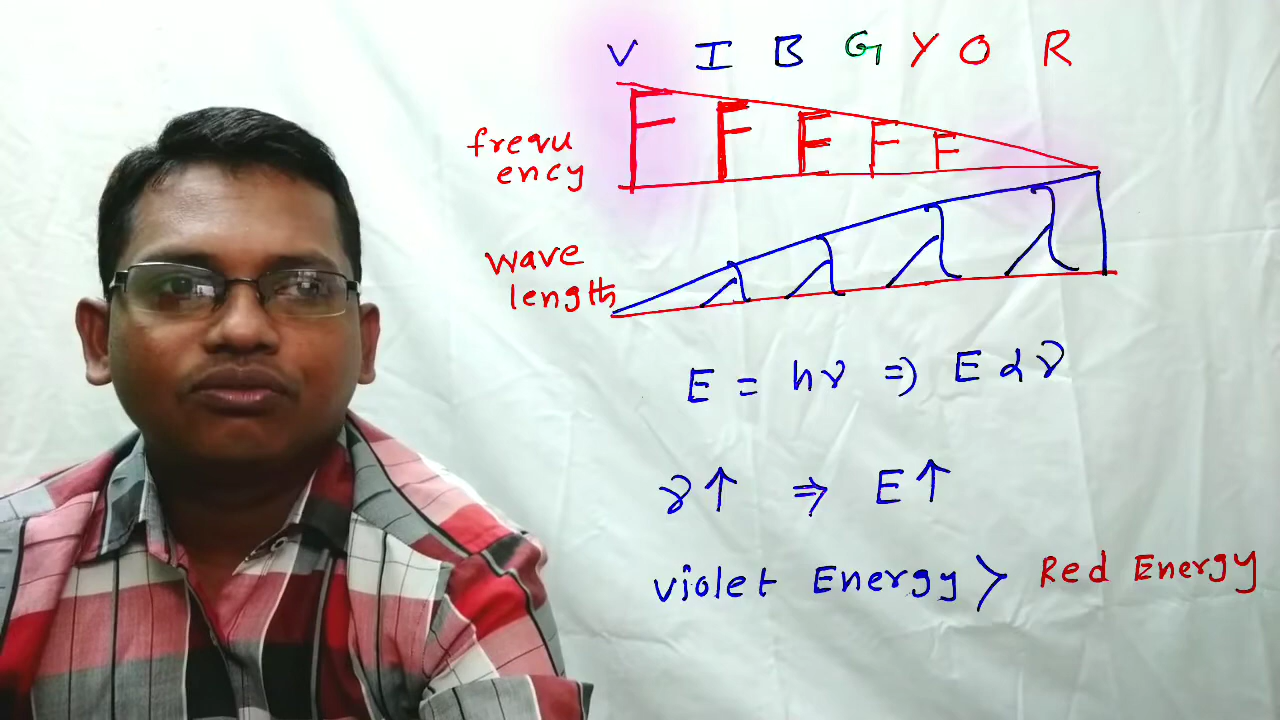 V I B G Y O R
F F F F F
frequ
ency
wave
length
λ λ λ λ
E = hν ⇒ E α ν
ν↑ ⇒ E↑
violet Energy > Red Energy